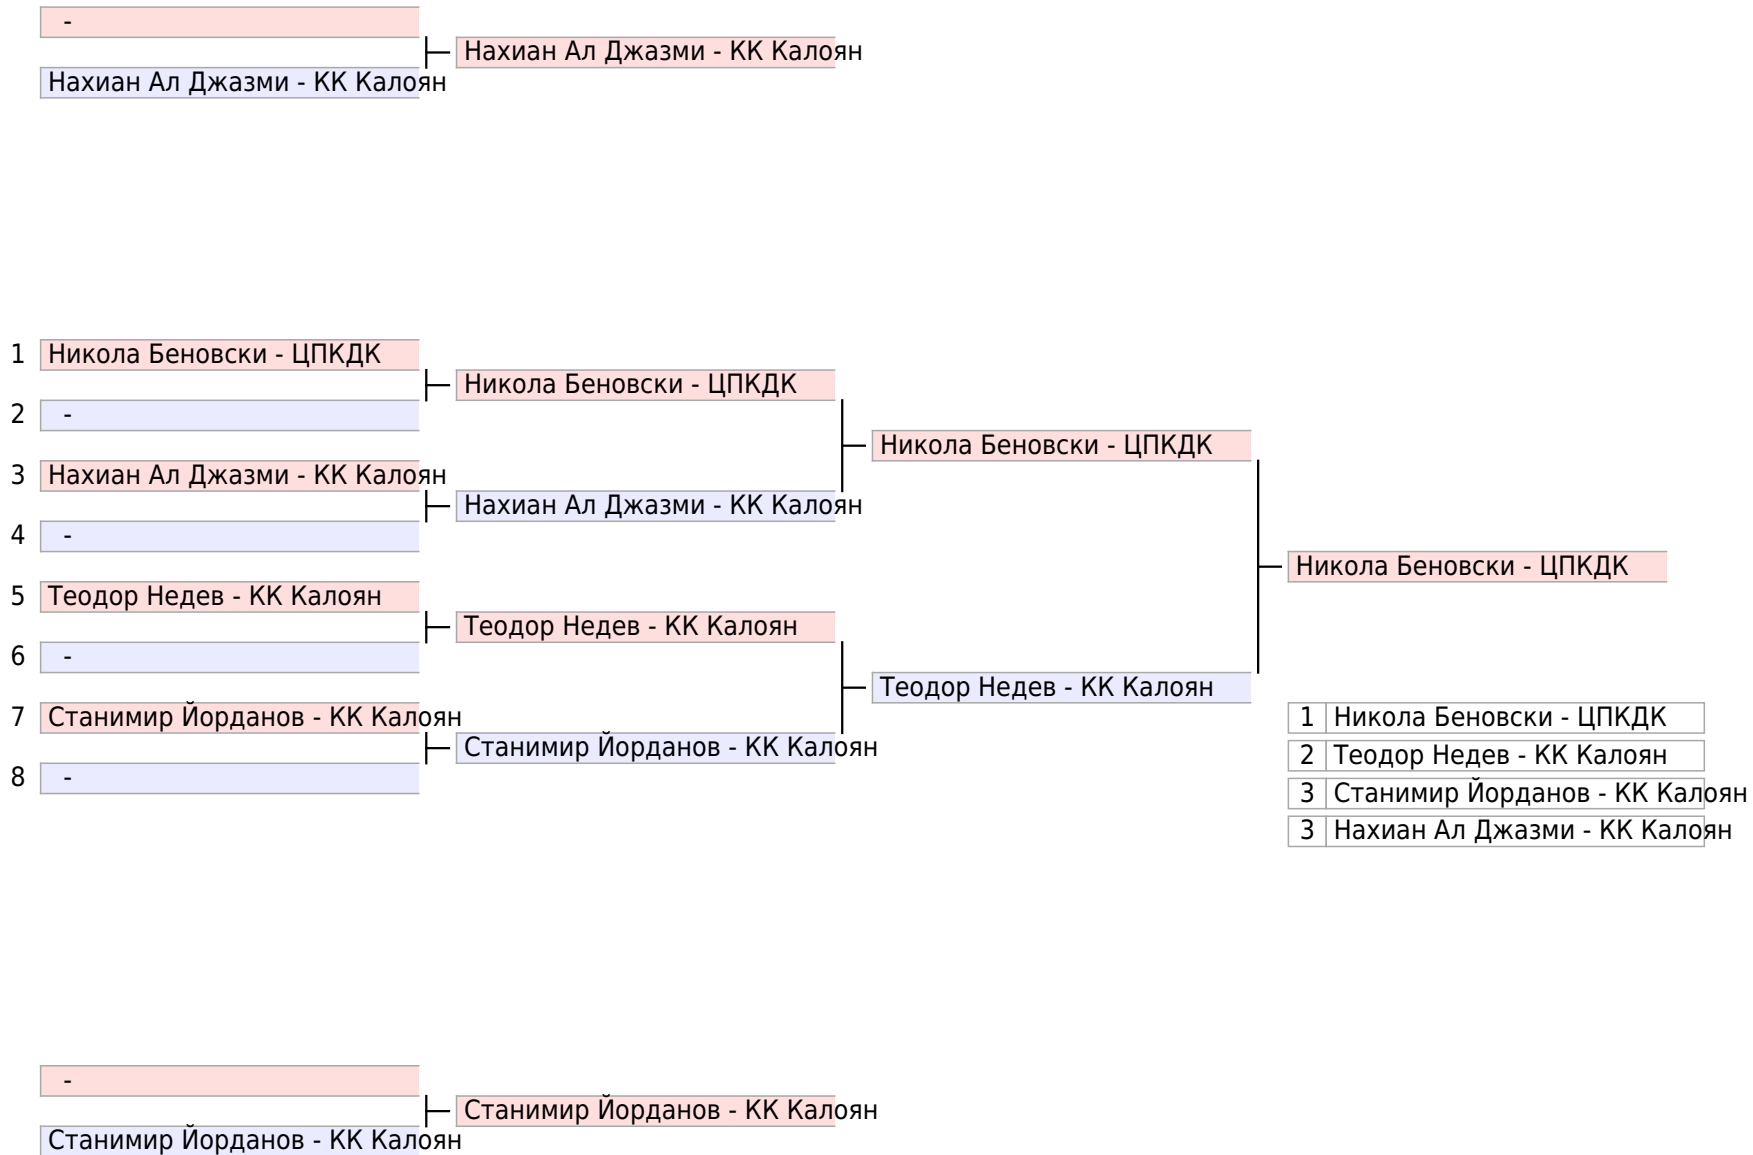 -
Нахиан Ал Джазми - КК Калоян
Нахиан Ал Джазми - КК Калоян
1 Никола Беновски - ЦПКДК
Никола Беновски - ЦПКДК
2 -
Никола Беновски - ЦПКДК
3 Нахиан Ал Джазми - КК Калоян
Нахиан Ал Джазми - КК Калоян
4 -
Никола Беновски - ЦПКДК
5 Теодор Недев - КК Калоян
Теодор Недев - КК Калоян
6 -
Теодор Недев - КК Калоян
7 Станимир Йорданов - КК Калоян
Станимир Йорданов - КК Калоян
8 -
1 Никола Беновски - ЦПКДК
2 Теодор Недев - КК Калоян
3 Станимир Йорданов - КК Калоян
3 Нахиан Ал Джазми - КК Калоян
-
Станимир Йорданов - КК Калоян
Станимир Йорданов - КК Калоян